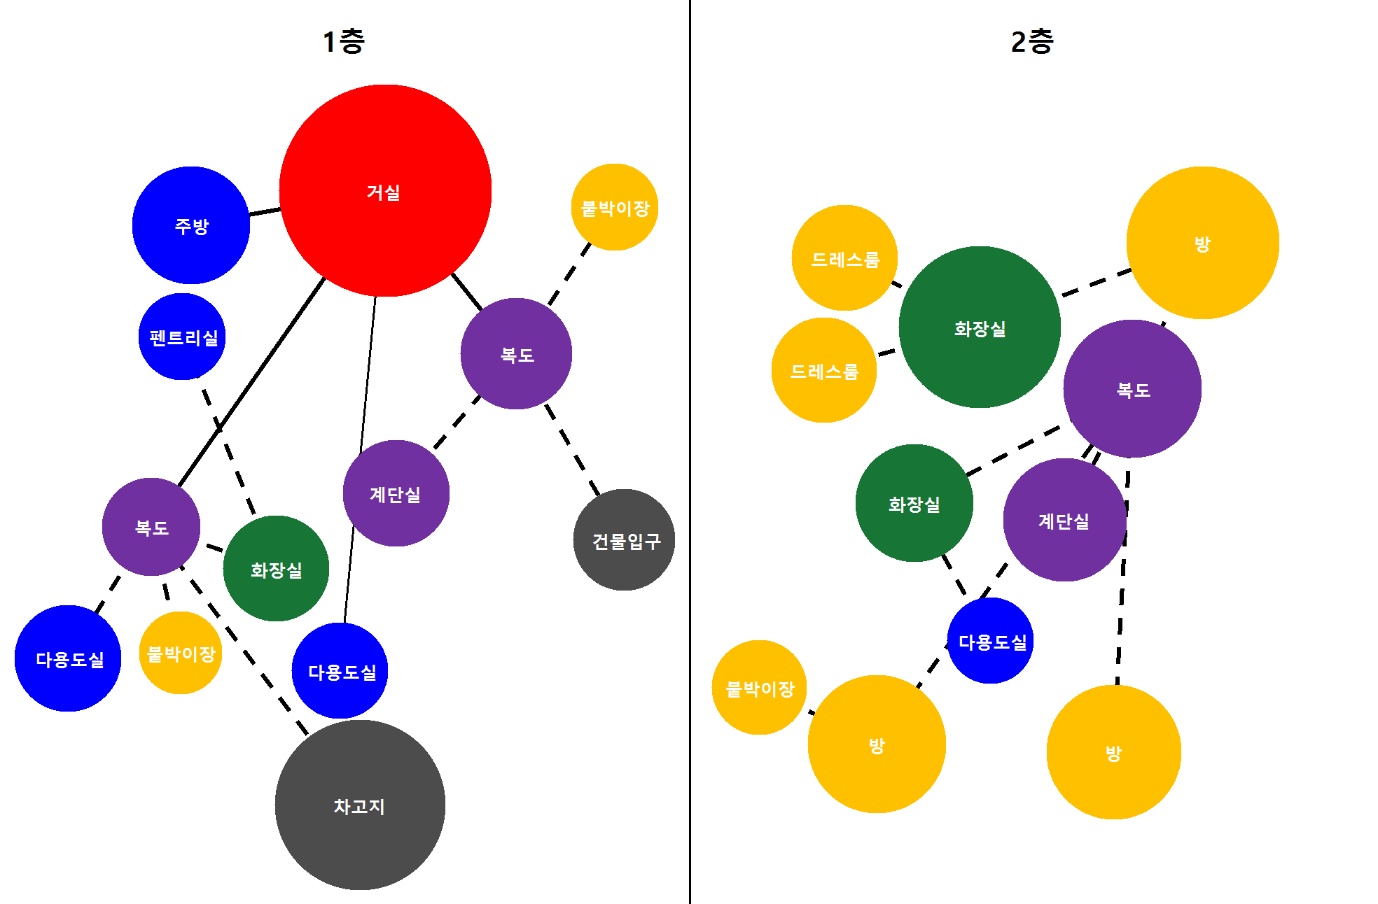 1층
거실
주방
붙박이장
펜트리실
복도
계단실
복도
건물입구
화장실
다용도실
붙박이장
다용도실
차고지
2층
방
드레스룸
화장실
드레스룸
복도
화장실
계단실
다용도실
붙박이장
방
방